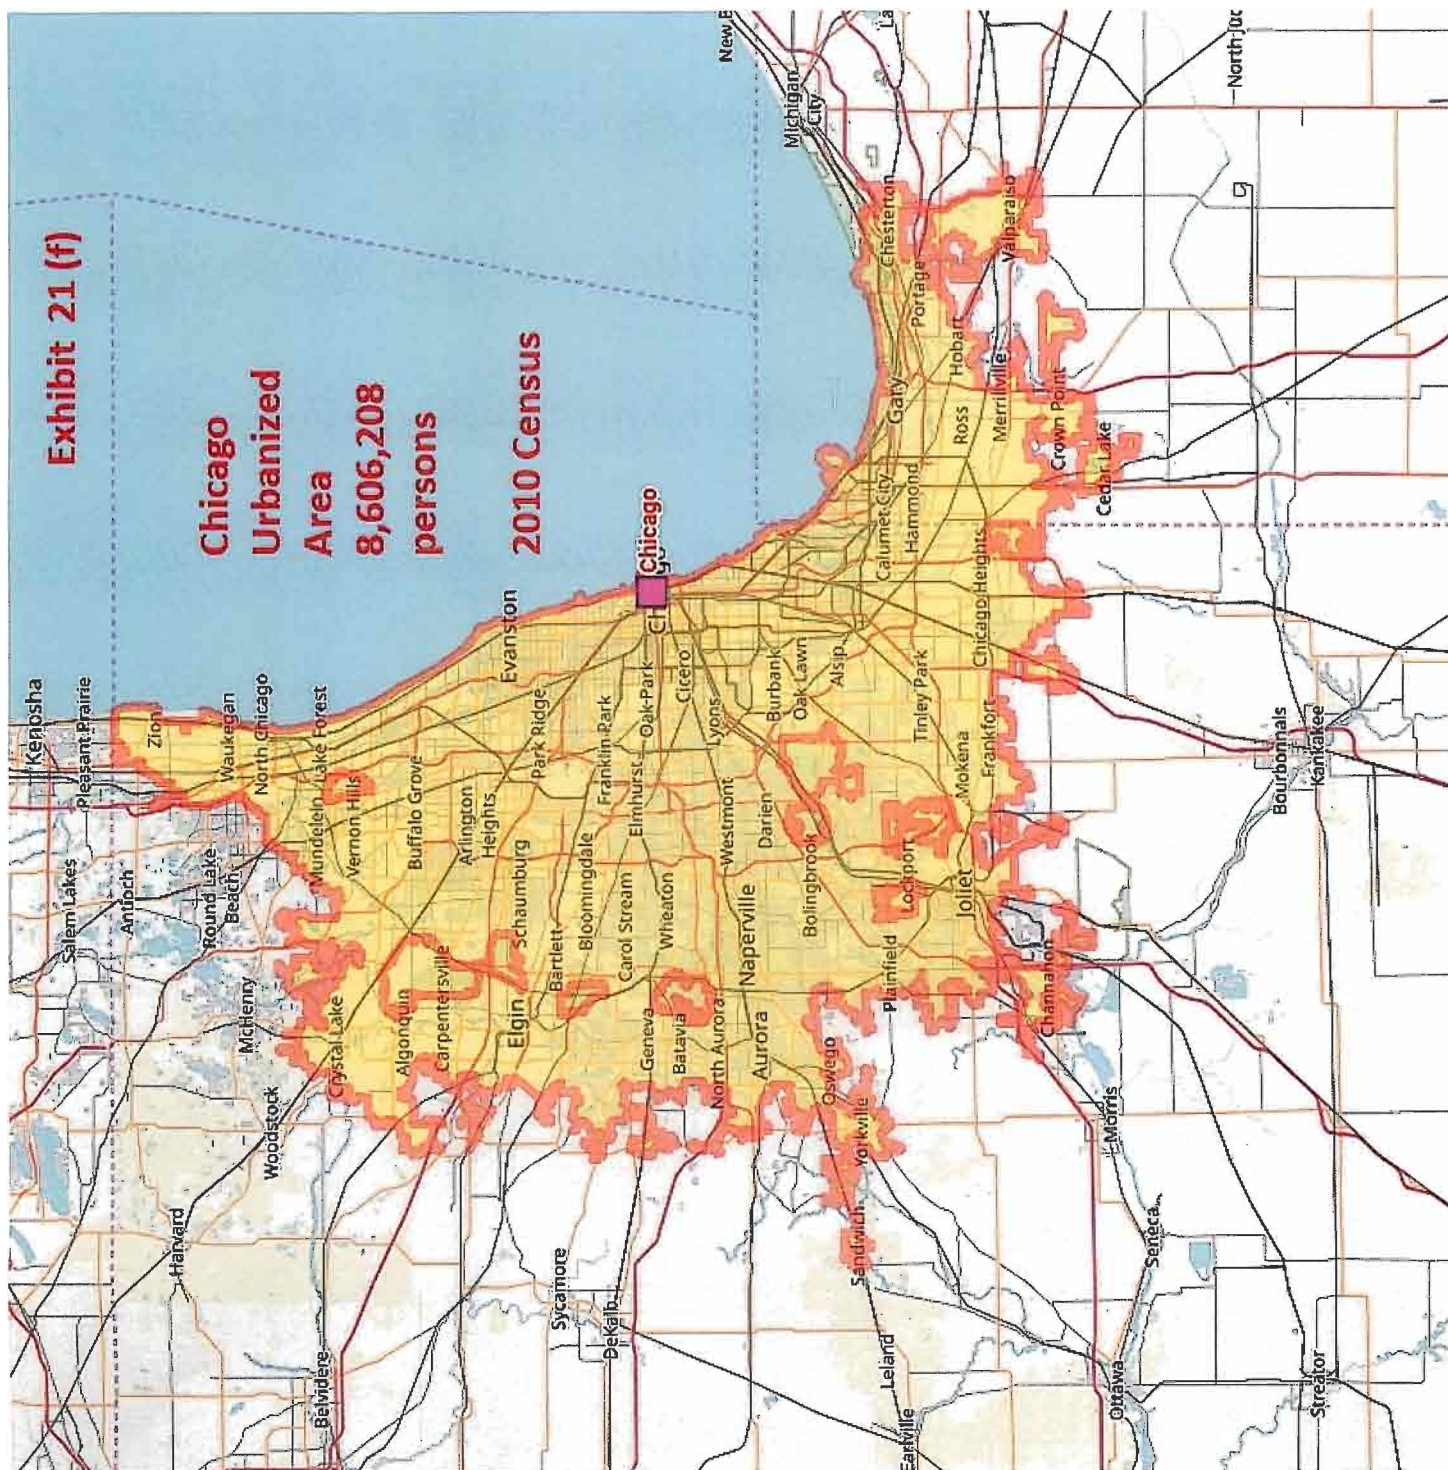 Exhibit 21 (f)
Chicago
Urbanized
Area
8,606,208
persons
2010 Census
Kenosha
Pleasant Prairie
Salem Lakes
Antioch
Round Lake
Beach
McHenry
Woodstock
Harvard
Belvidere
Zion
Waukegan
North Chicago
Lake Forest
Mundelein
Vernon Hills
Crystal Lake
Algonquin
Buffalo Grove
Carpentersville
Arlington
Heights
Evanston
Elgin
Schaumburg
Park Ridge
Bartlett
Bloomingdale
Franklin Park
Sycamore
DeKalb
Carol Stream
Elmhurst
Oak Park
Chicago
Geneva
Wheaton
Cicero
Batavia
North Aurora
Westmont
Lyons
Naperville
Aurora
Darien
Burbank
Oak Lawn
Bolingbrook
Alsip
Oswego
Yorkville
Sandwich
Plainfield
Lockport
Tinley Park
Calumet City
Hammond
Gary
Chesterton
Portage
Hobart
Ross
Merrillville
Valparaiso
Michigan
City
Joliet
Mokena
Frankfort
Chicago Heights
Crown Point
Cedar Lake
Channahon
Morris
Seneca
Leland
Earlville
Ottawa
Streator
Bourbonnais
Kankakee